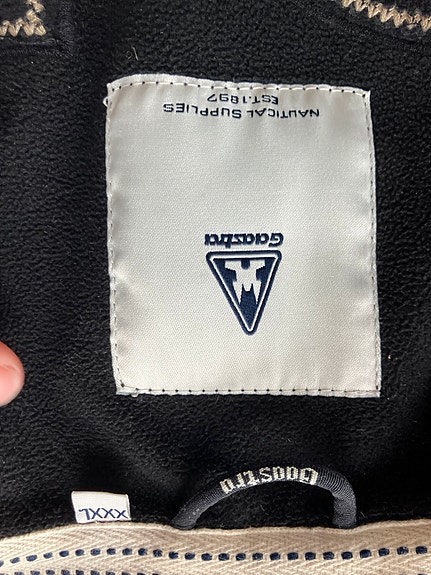 Gaastra
XXXL
Gaastra
NAUTICAL SUPPLIES
EST.1897